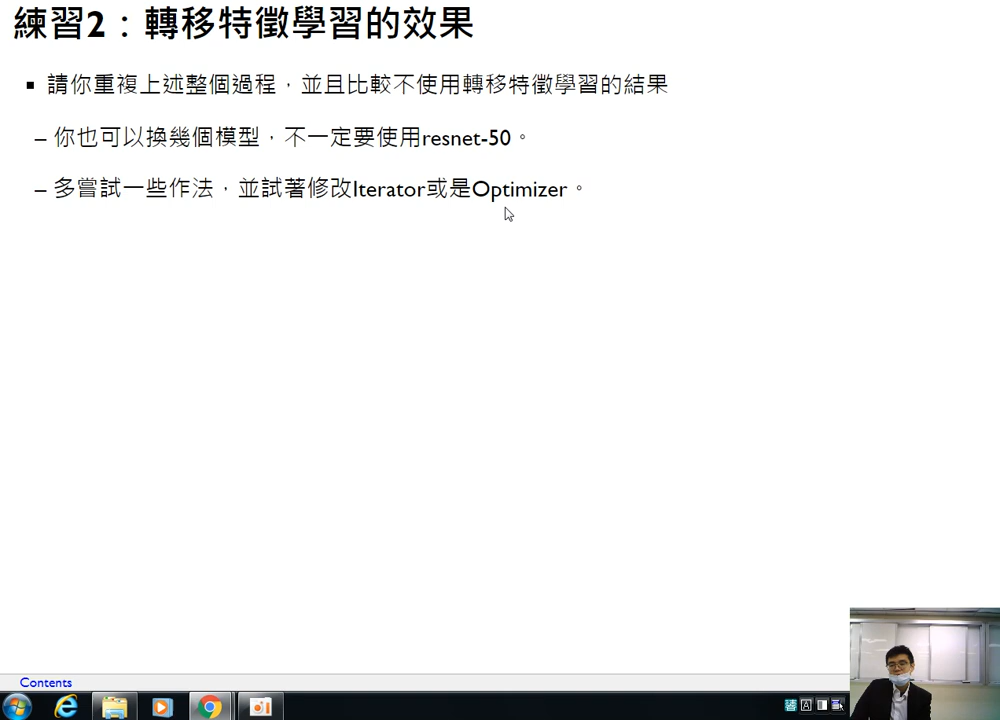 練習2：轉移特徵學習的效果
▪ 請你重複上述整個過程，並且比較不使用轉移特徵學習的結果
– 你也可以換幾個模型，不一定要使用resnet-50。
– 多嘗試一些作法，並試著修改Iterator或是Optimizer。
Contents